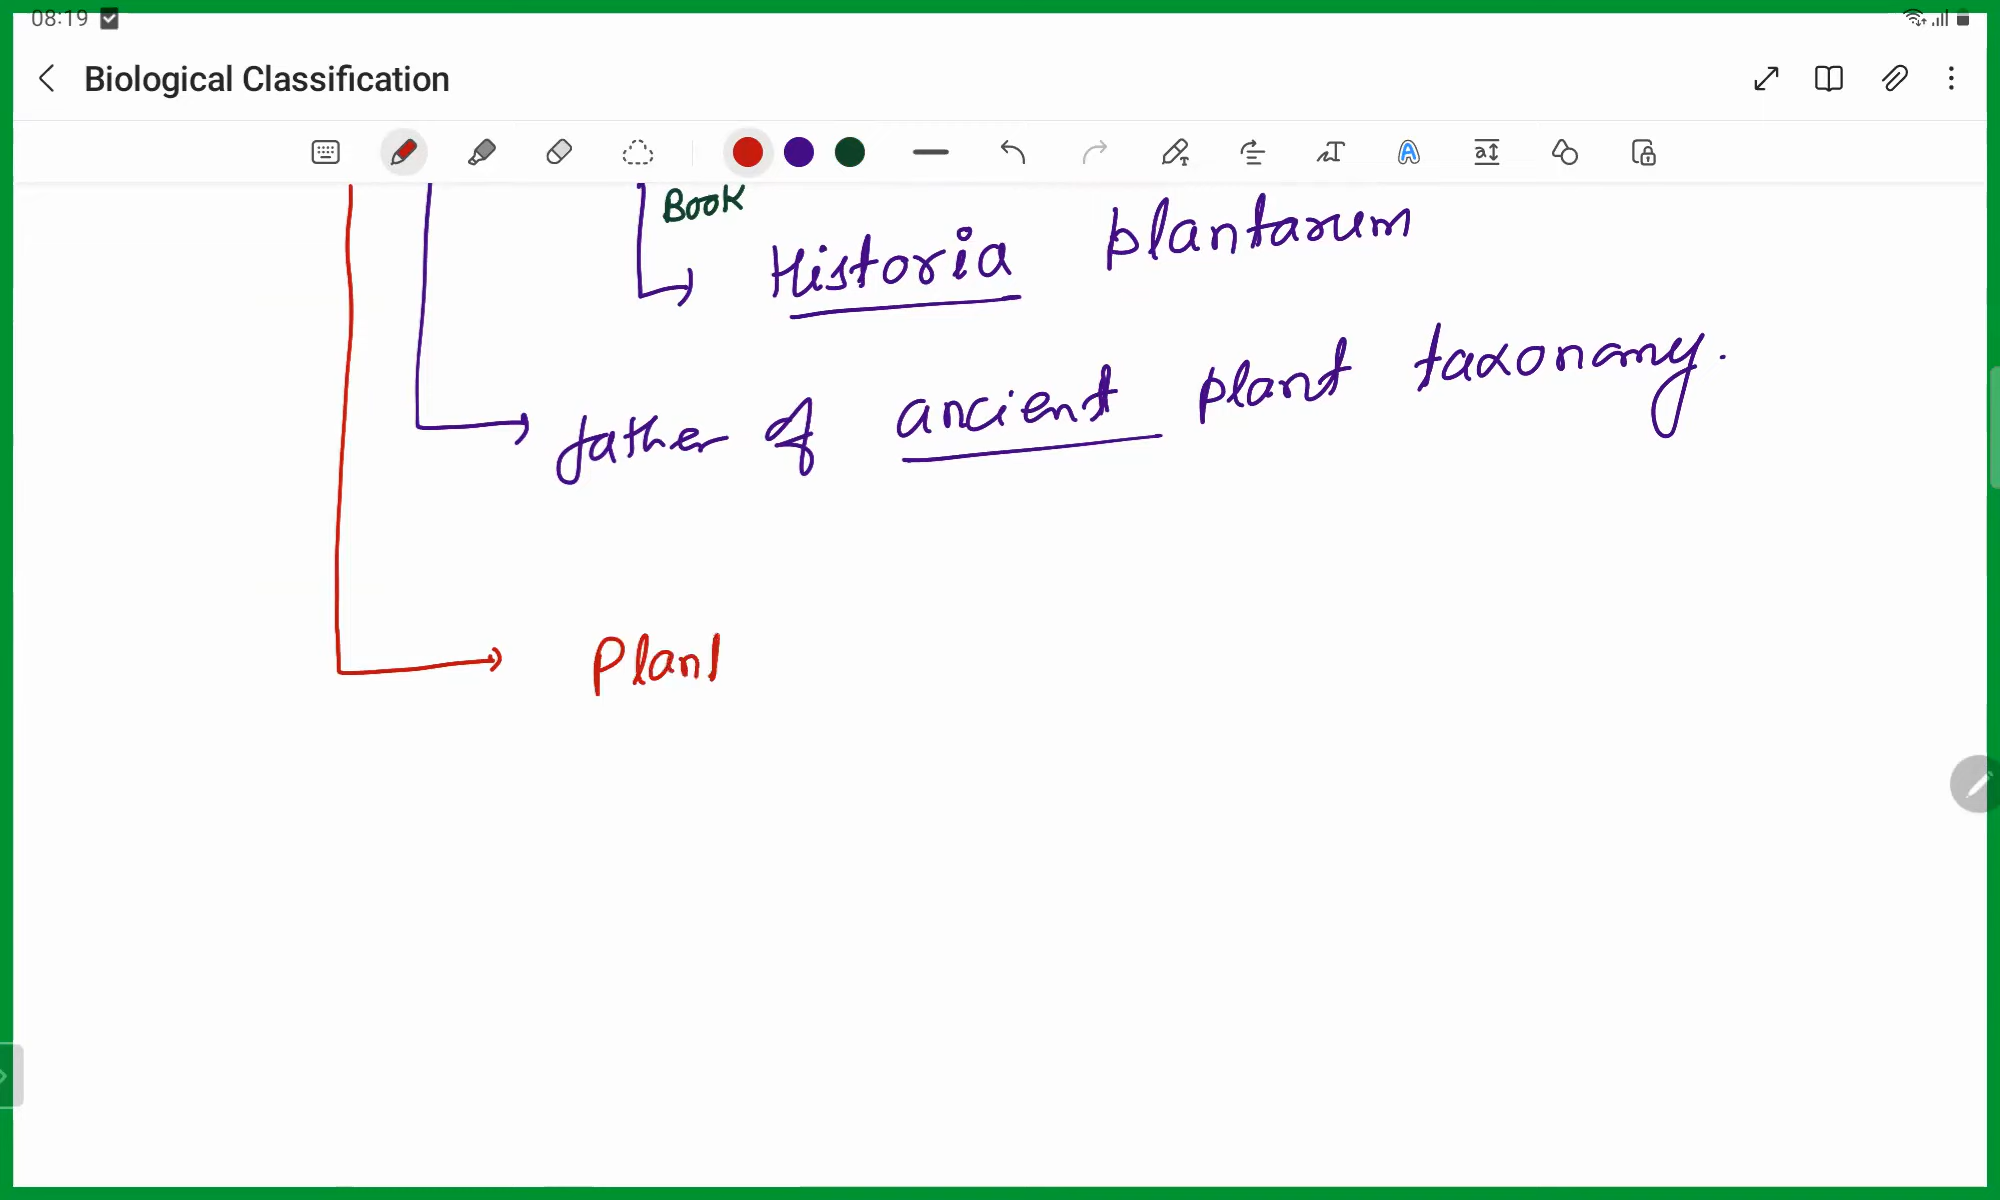 08:19
Biological Classification
Book
Historia plantarum
father of ancient plant taxonomy.
Plant